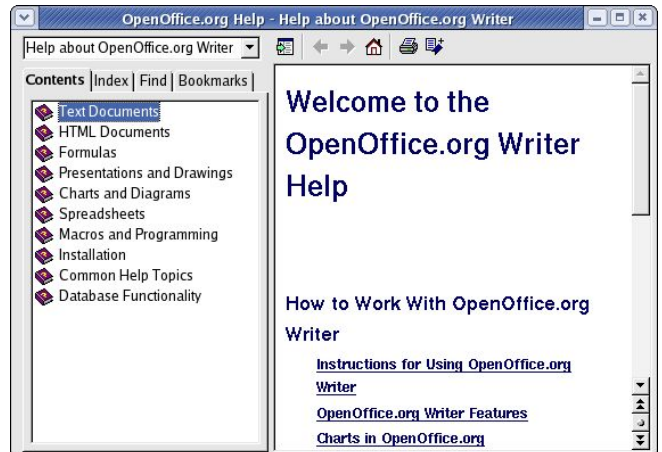 OpenOffice.org Help - Help about OpenOffice.org Writer
Help about OpenOffice.org Writer
Contents Index Find Bookmarks
Text Documents
HTML Documents
Formulas
Presentations and Drawings
Charts and Diagrams
Spreadsheets
Macros and Programming
Installation
Common Help Topics
Database Functionality
Welcome to the
OpenOffice.org Writer
Help
How to Work With OpenOffice.org
Writer
Instructions for Using OpenOffice.org
Writer
OpenOffice.org Writer Features
Charts in OpenOffice.org